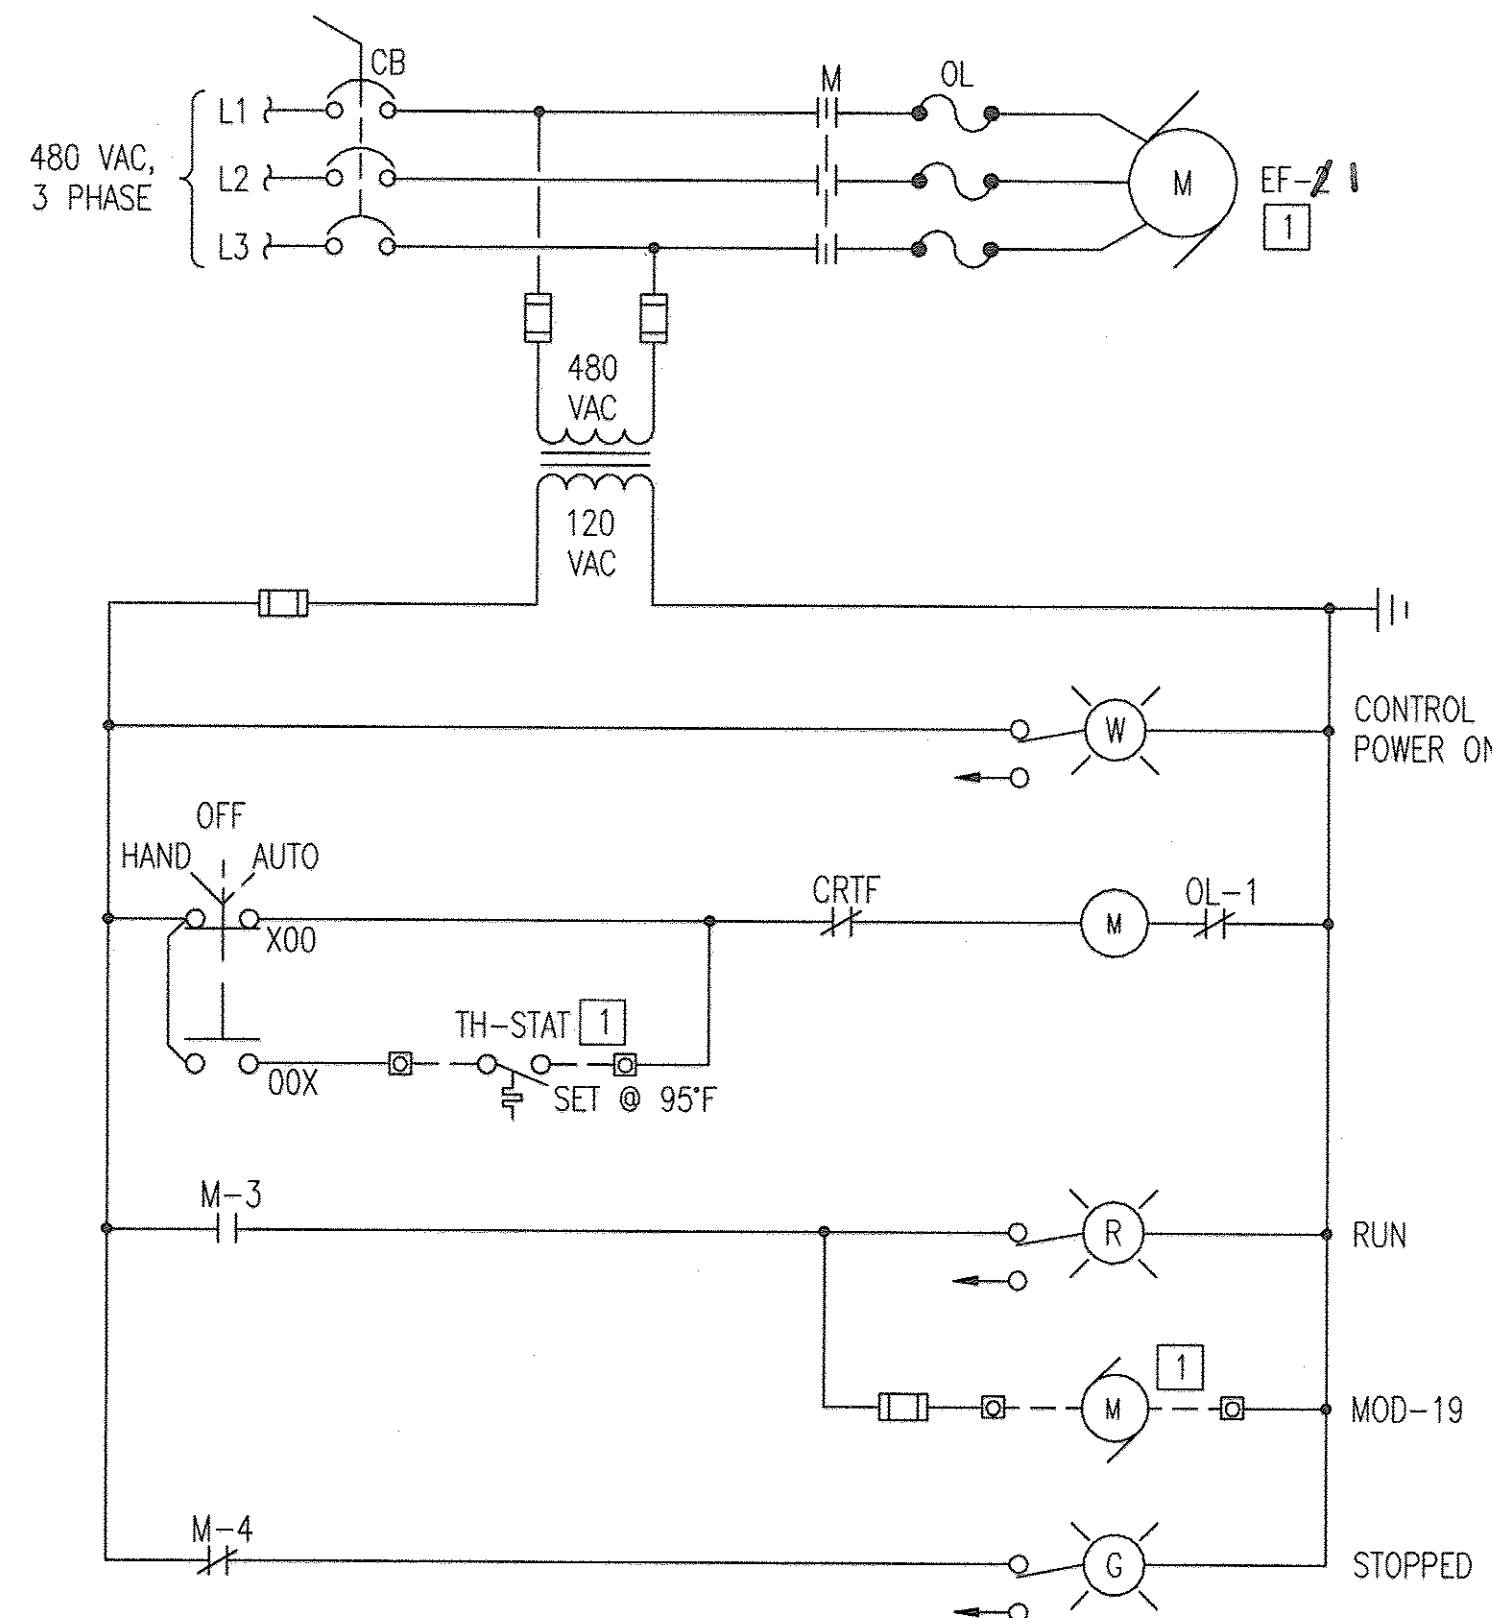 CB
M
OL
L1
480 VAC,
3 PHASE
L2
L3
M
EF-2 1
1
480
VAC
120
VAC
W
CONTROL
POWER ON
OFF
HAND
AUTO
X00
CRTF
M
OL-1
TH-STAT
1
00X
SET @ 95°F
M-3
R
RUN
1
M
MOD-19
M-4
G
STOPPED